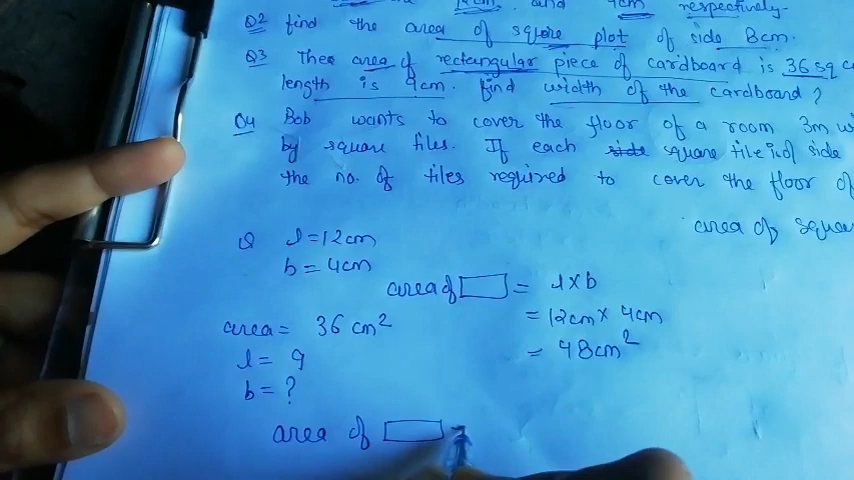 12cm. and 4cm respectively.
Q2 find the area of square plot of side 8cm.
Q3 The area of rectangular piece of cardboard is 36 sq
length is 9cm. find width of the cardboard ?
Q4 Bob wants to cover the floor of a room 3m
by square tiles. If each square tile is of side
the no. of tiles required to cover the floor of
area of
l = 12cm
b = 4cm
area of = l x b
= 12cm x 4cm
= 48cm²
area = 36 cm²
l = 9
b = ?
area of =